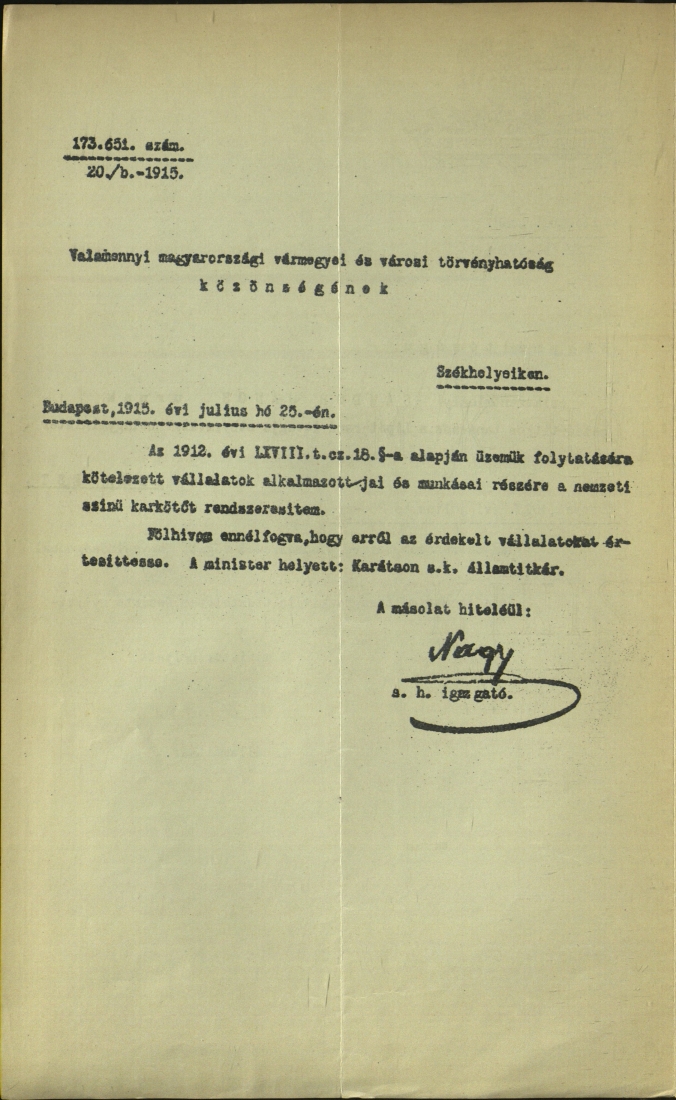 173.651. szám.
20./b.-1915.
Valamennyi magyarországi vármegyei és városi törvényhatóság
közönségének
Székhelyeiken.
Budapest,1915. évi julius hó 25.-én.
Az 1912. évi LXVIII.t.cz.18.§-a alapján üzemük folytatására
kötelezett vállalatok alkalmazott-jai és munkásai részére a nemzeti
szinü karkötőt rendszeresitem.
Fölhivom ennélfogva,hogy erről az érdekelt vállalatokat ér-
tesittesse. A minister helyett: Karátson s.k. államtitkár.
A másolat hiteléül:
Nagy
s. h. igazgató.